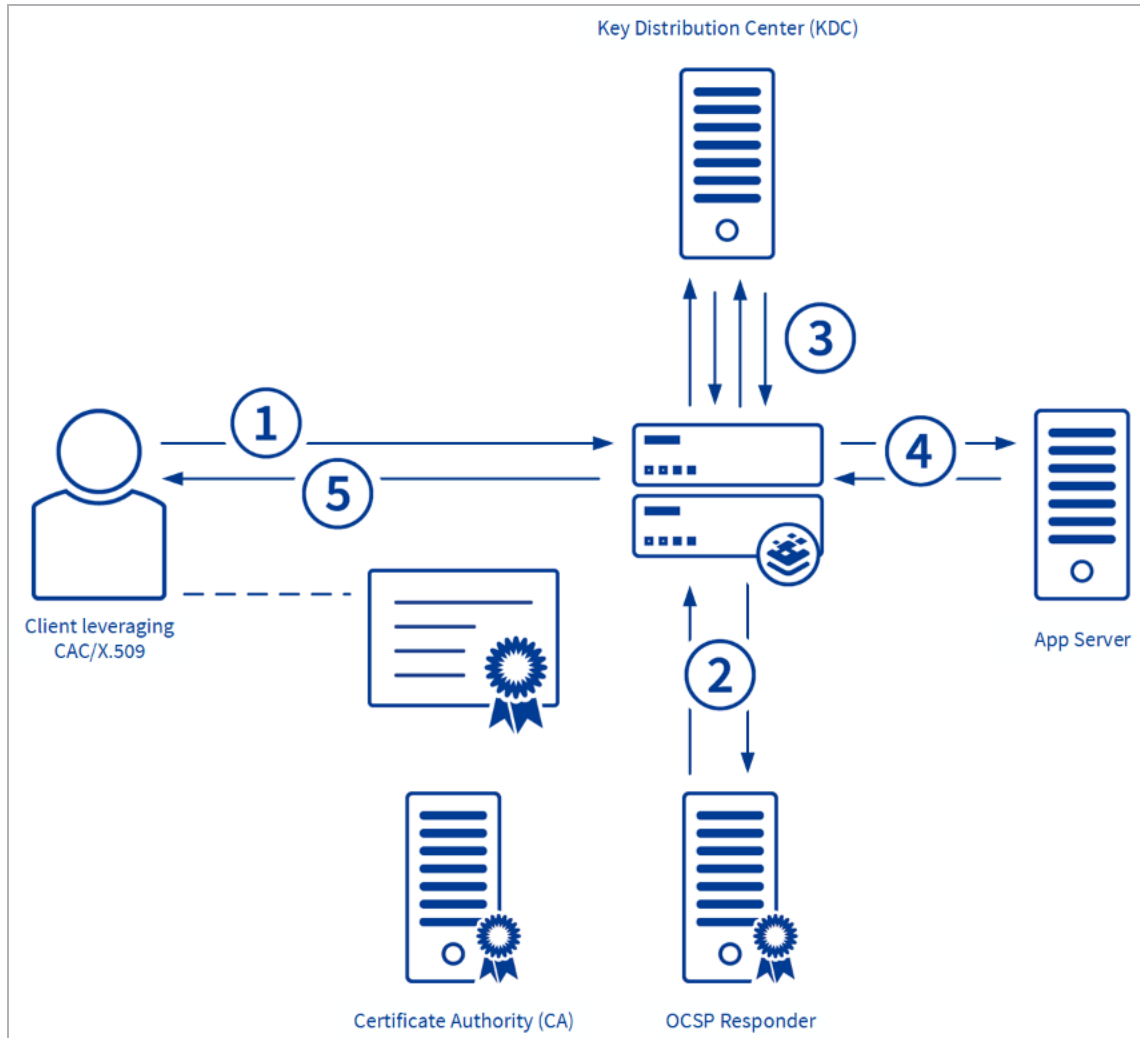 Key Distribution Center (KDC)
3
1
4
5
Client leveraging
CAC/X.509
App Server
2
Certificate Authority (CA)
OCSP Responder